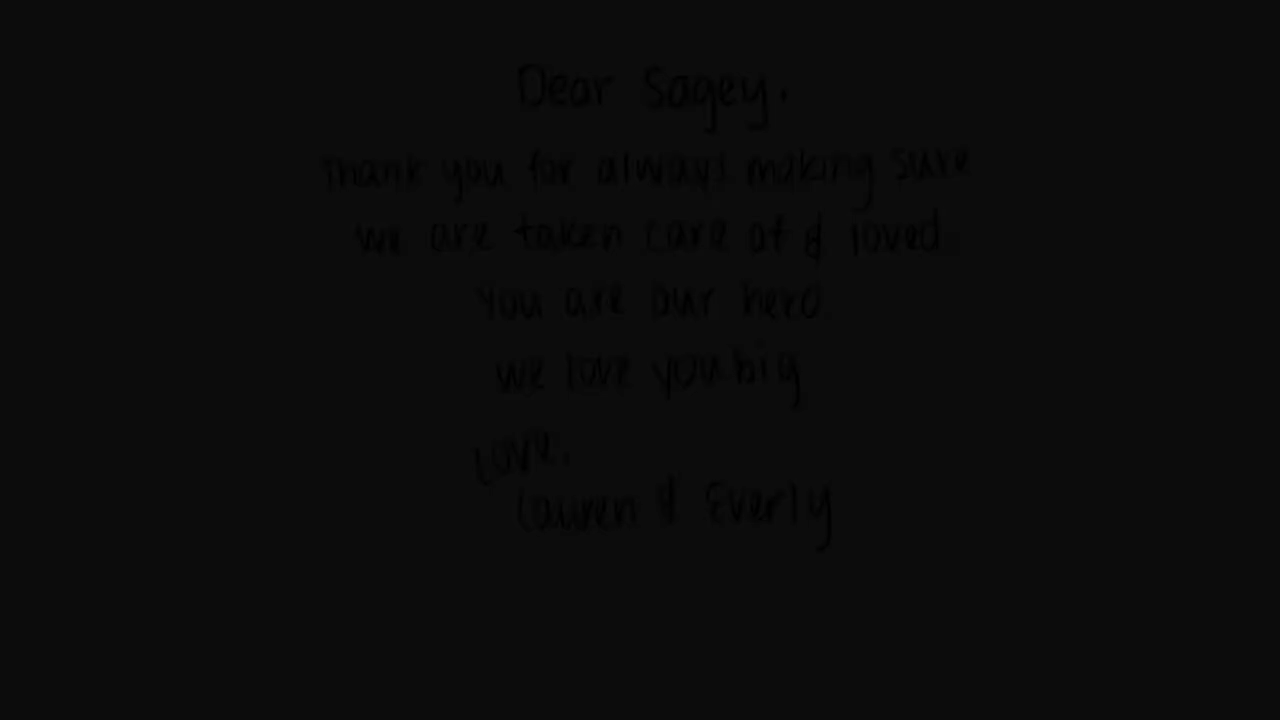 Dear Sagey,
Thank you for always making sure
we are taken care of & loved.
You are our hero.
we love you big
Love,
Lauren & Everly